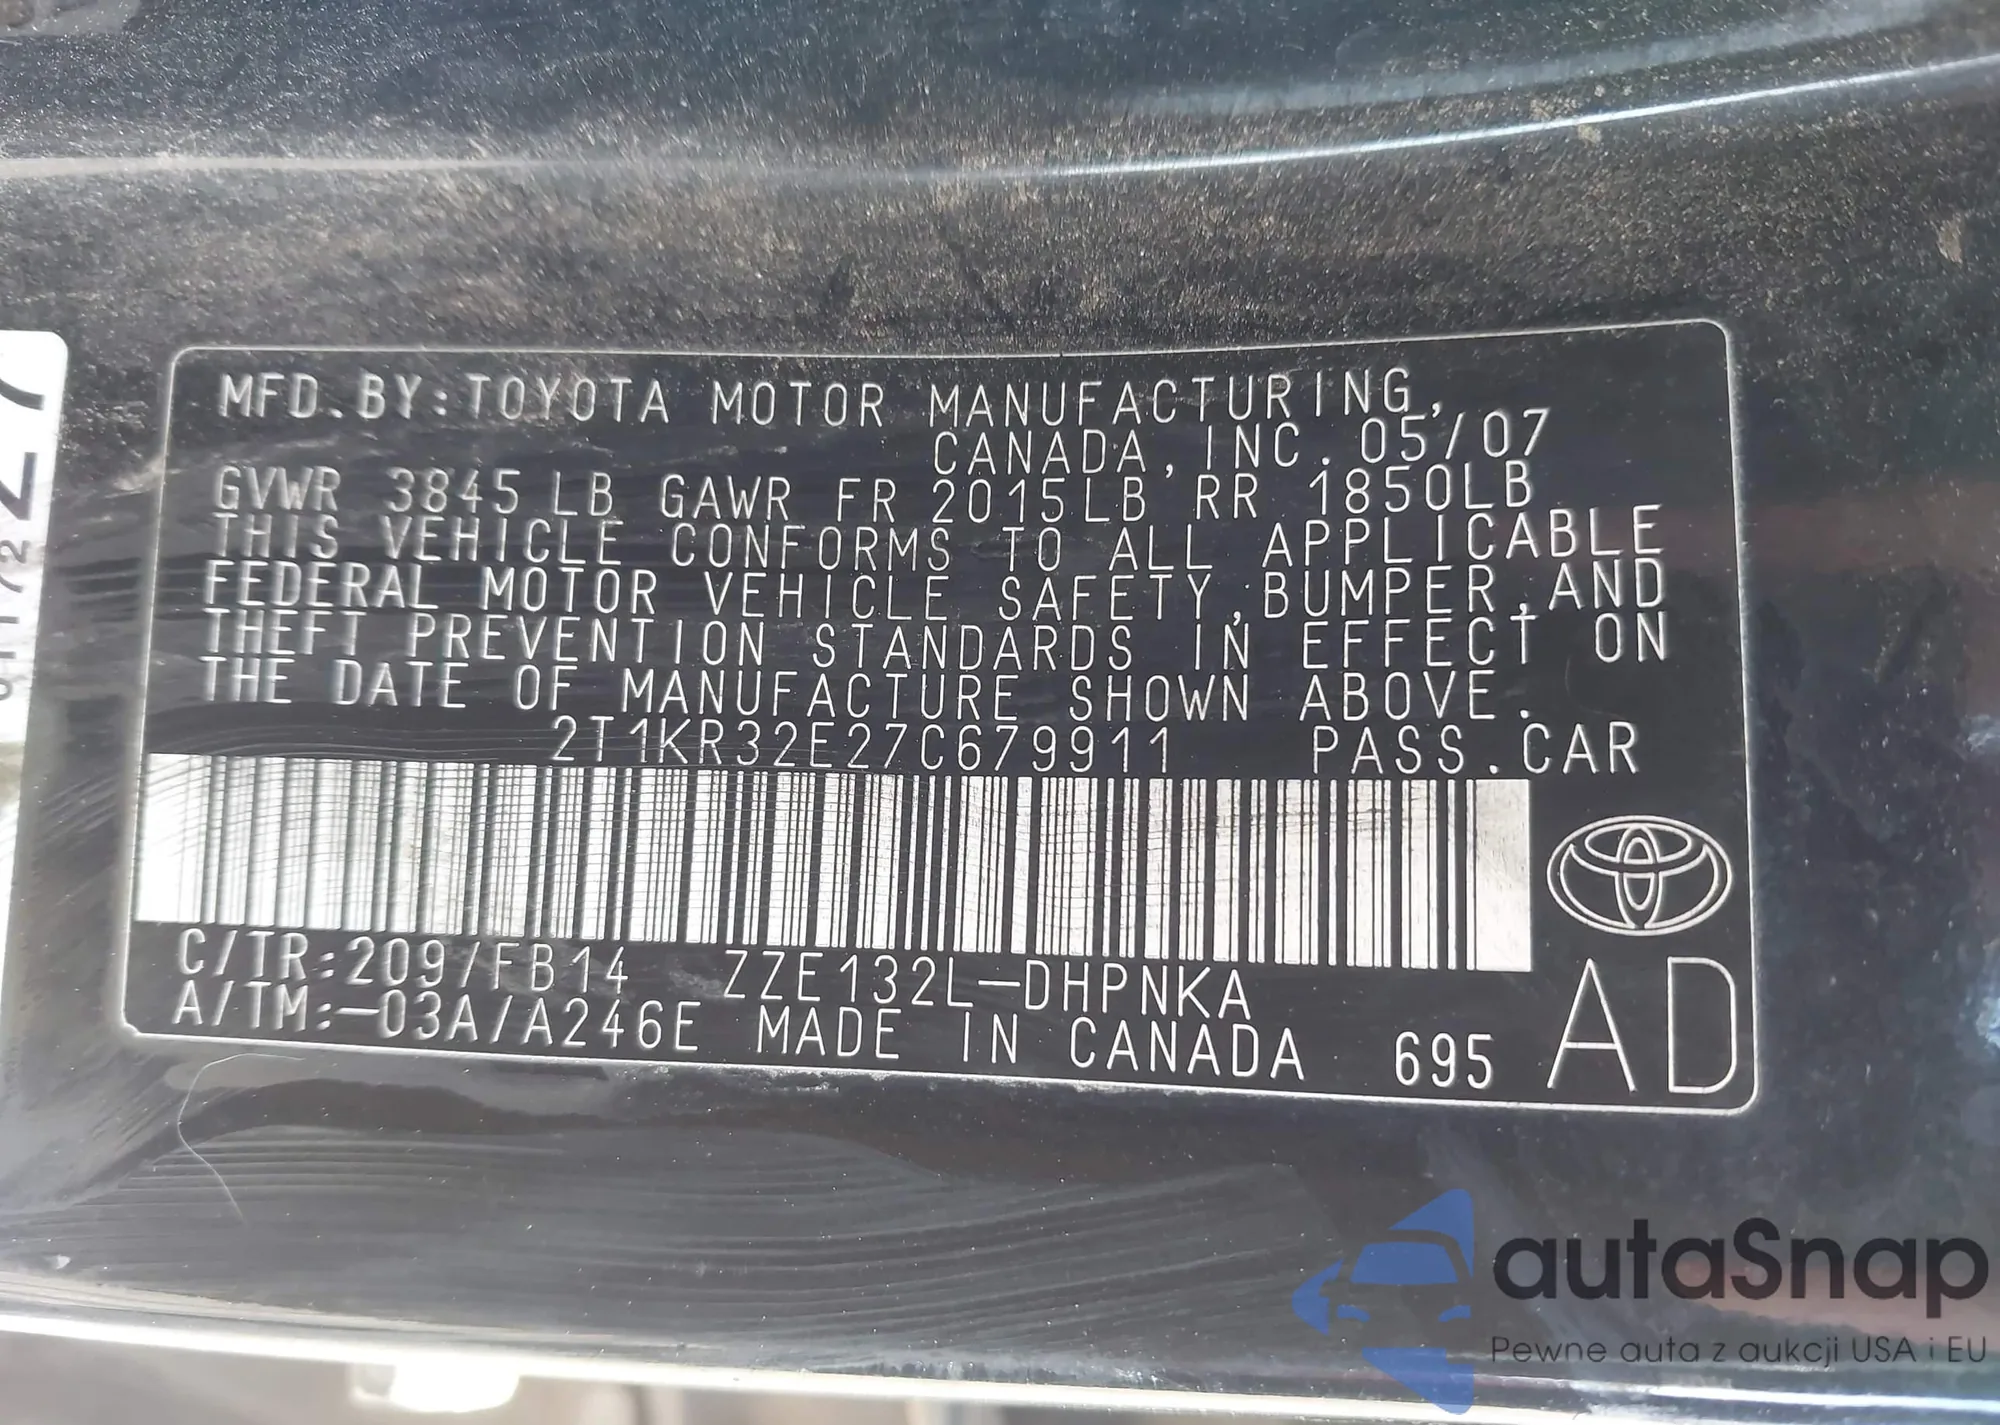 MFD.BY:TOYOTA MOTOR MANUFACTURING,
CANADA, INC. 05/07
GVWR 3845 LB GAWR FR 2015LB RR 1850LB
THIS VEHICLE CONFORMS TO ALL APPLICABLE
FEDERAL MOTOR VEHICLE SAFETY, BUMPER, AND
THEFT PREVENTION STANDARDS IN EFFECT ON
THE DATE OF MANUFACTURE SHOWN ABOVE.
2T1KR32E27C679911 PASS.CAR
C/TR:209/FB14 ZZE132L-DHPNKA
A/TM:-03A/A246E MADE IN CANADA 695 AD
autaSnap
Pewne auta z aukcji USA i EU